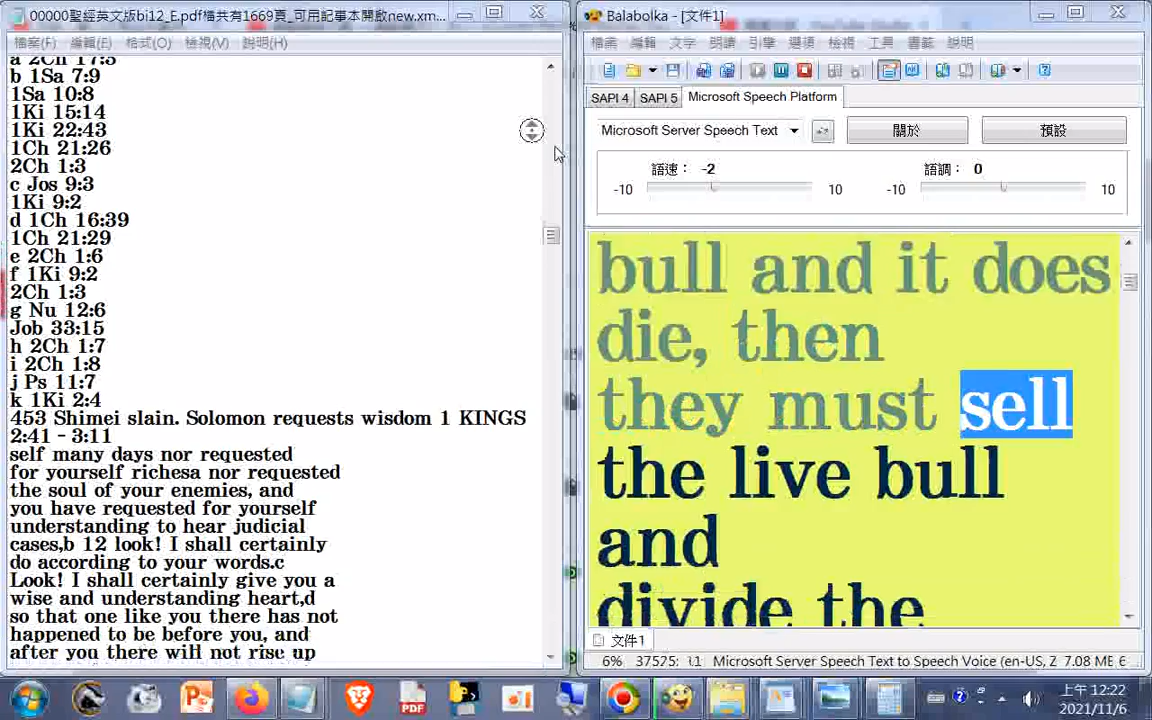 00000聖經英文版bi12_E.pdf檔共有1669頁_可用記事本開啟new.xm...
檔案(F) 編輯(E) 格式(O) 檢視(V) 說明(H)
a 2Ch 17:5
b 1Sa 7:9
1Sa 10:8
1Ki 15:14
1Ki 22:43
1Ch 21:26
2Ch 1:3
c Jos 9:3
1Ki 9:2
d 1Ch 16:39
1Ch 21:29
e 2Ch 1:6
f 1Ki 9:2
2Ch 1:3
g Nu 12:6
Job 33:15
h 2Ch 1:7
i 2Ch 1:8
j Ps 11:7
k 1Ki 2:4
453 Shimei slain. Solomon requests wisdom 1 KINGS
2:41 – 3:11
self many days nor requested
for yourself richesa nor requested
the soul of your enemies, and
you have requested for yourself
understanding to hear judicial
cases,b 12 look! I shall certainly
do according to your words.c
Look! I shall certainly give you a
wise and understanding heart,d
so that one like you there has not
happened to be before you, and
after you there will not rise up
Balabolka - [文件1]
檔案 編輯 文字 朗讀 引擎 選項 檢視 工具 書籤 說明
SAPI 4 SAPI 5 Microsoft Speech Platform
Microsoft Server Speech Text 關於 預設
語速： -2 語調： 0
-10 10 -10 10
bull and it does
die, then
they must sell
the live bull
and
divide the
文件1
6% 37575: Microsoft Server Speech Text to Speech Voice (en-US, Z 7.08 MB 6
上午 12:22
2021/11/6